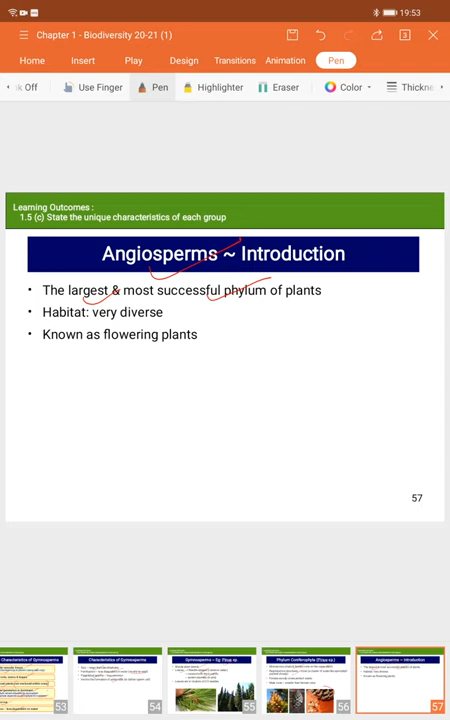 19:53
Chapter 1 - Biodiversity 20-21 (1)
3
Home Insert Play Design Transitions Animation Pen
nk Off Use Finger Pen Highlighter Eraser Color Thickne
Learning Outcomes :
1.5 (c) State the unique characteristics of each group
Angiosperms ~ Introduction
• The largest & most successful phylum of plants
• Habitat: very diverse
• Known as flowering plants
57
Characteristics of Gymnosperms
Characteristics of Gymnosperms
Gymnosperms ~ Eg: Pinus sp.
Phylum Coniferophyta (Pinus sp.)
Angiosperms ~ Introduction
53 54 55 56 57